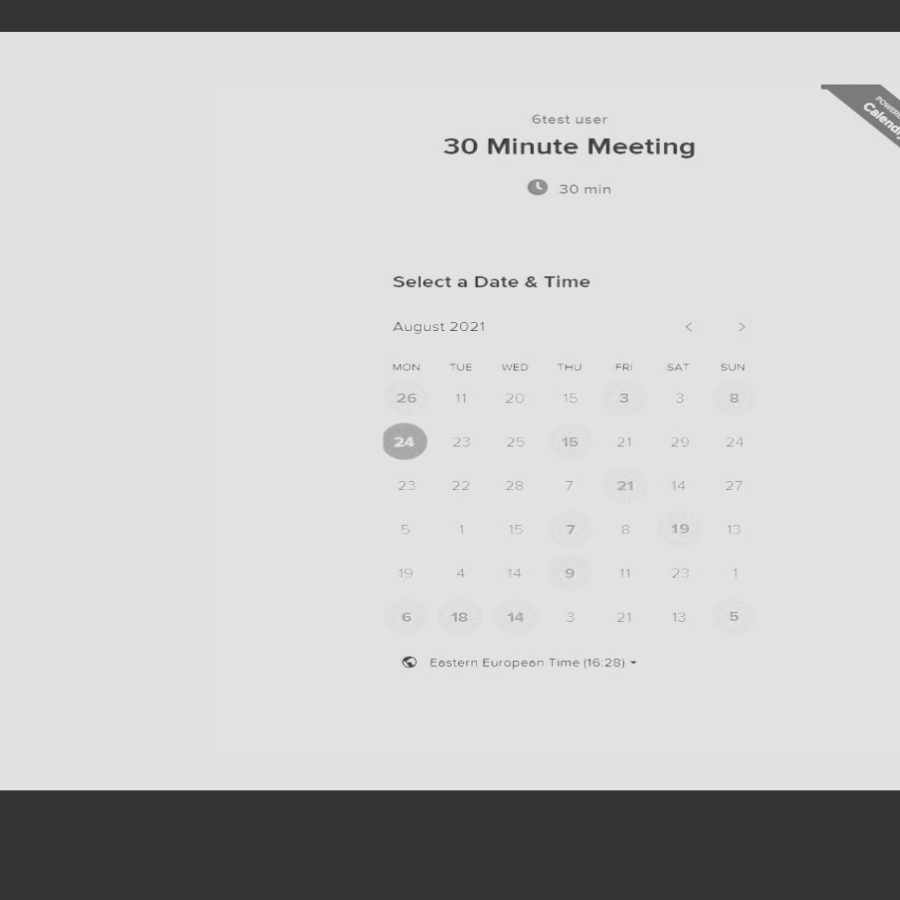 POWERED
Calendly
6test user
30 Minute Meeting
30 min
Select a Date & Time
August 2021 < >
MON TUE WED THU FRI SAT SUN
26 11 20 15 3 3 8
24 23 25 15 21 29 24
23 22 28 7 21 14 27
5 1 15 7 8 19 13
19 4 14 9 11 23 1
6 18 14 3 21 13 5
Eastern European Time (16:28)